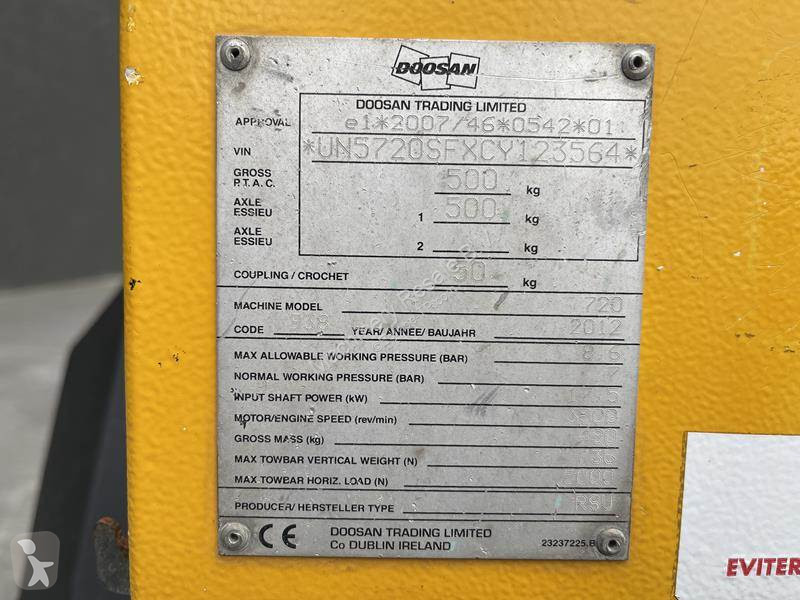 DOOSAN
DOOSAN TRADING LIMITED
APPROVAL e1*2007/46*0542*01
VIN *UN5720SFXCY123564*
GROSS
P.T.A.C. 500 kg
AXLE
ESSIEU 1 500 kg
AXLE
ESSIEU 2 kg
COUPLING / CROCHET 50 kg
MACHINE MODEL 720
CODE YEAR/ ANNEE/ BAUJAHR 2012
MAX ALLOWABLE WORKING PRESSURE (BAR) 8.6
NORMAL WORKING PRESSURE (BAR) 7
INPUT SHAFT POWER (kW)
MOTOR/ENGINE SPEED (rev/min)
GROSS MASS (kg)
MAX TOWBAR VERTICAL WEIGHT (N)
MAX TOWBAR HORIZ. LOAD (N)
PRODUCER/ HERSTELLER TYPE RSU
CE DOOSAN TRADING LIMITED
Co DUBLIN IRELAND 23237225.B
EVITER